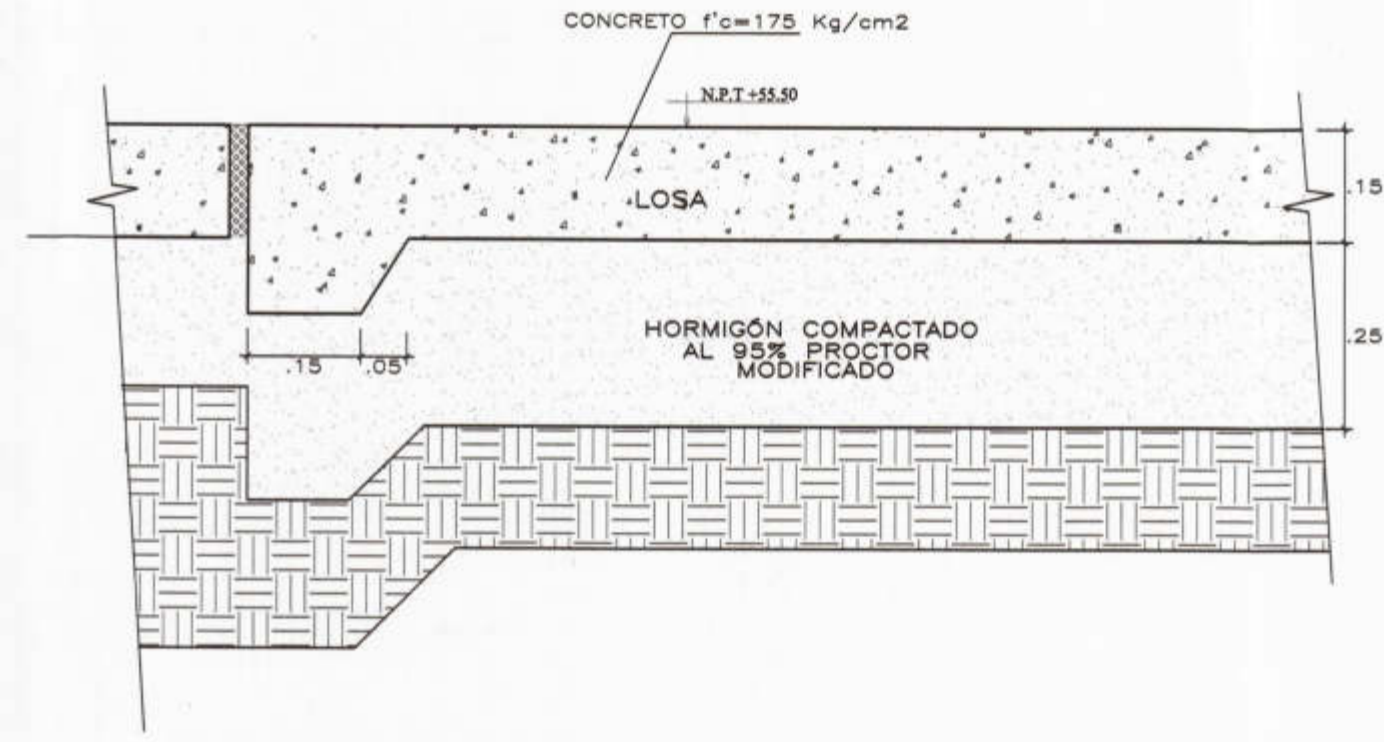 CONCRETO f'c=175 Kg/cm2
N.P.T +55.50
LOSA
.15
HORMIGÓN COMPACTADO
AL 95% PROCTOR
MODIFICADO
.25
.15
.05